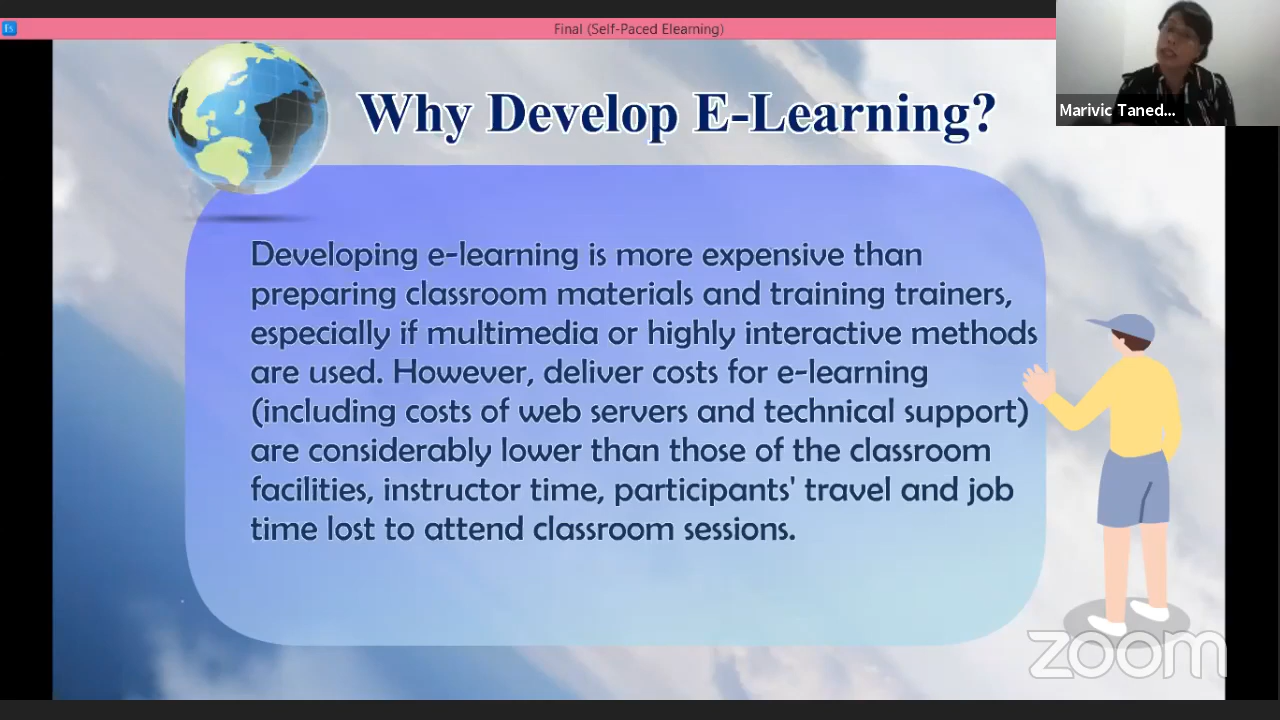 Final (Self-Paced Elearning)
Marivic Taned...
Why Develop E-Learning?
Developing e-learning is more expensive than
preparing classroom materials and training trainers,
especially if multimedia or highly interactive methods
are used. However, deliver costs for e-learning
(including costs of web servers and technical support)
are considerably lower than those of the classroom
facilities, instructor time, participants' travel and job
time lost to attend classroom sessions.
zoom